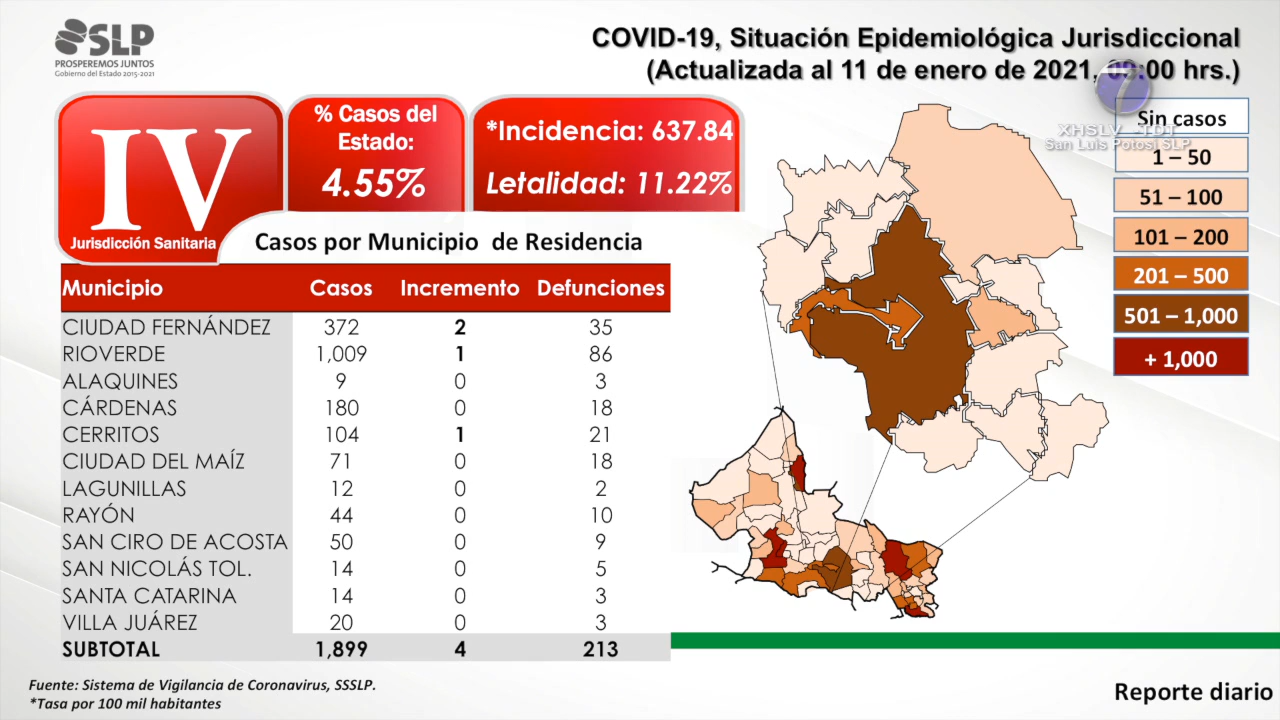 SLP
PROSPEREMOS JUNTOS
Gobierno del Estado 2015-2021
COVID-19, Situación Epidemiológica Jurisdiccional
(Actualizada al 11 de enero de 2021, 09:00 hrs.)
7
XHSLV - TDT
San Luis Potosí SLP
IV
Jurisdicción Sanitaria
% Casos del
Estado:
4.55%
*Incidencia: 637.84
Letalidad: 11.22%
Casos por Municipio de Residencia
Municipio Casos Incremento Defunciones
CIUDAD FERNÁNDEZ 372 2 35
RIOVERDE 1,009 1 86
ALAQUINES 9 0 3
CÁRDENAS 180 0 18
CERRITOS 104 1 21
CIUDAD DEL MAÍZ 71 0 18
LAGUNILLAS 12 0 2
RAYÓN 44 0 10
SAN CIRO DE ACOSTA 50 0 9
SAN NICOLÁS TOL. 14 0 5
SANTA CATARINA 14 0 3
VILLA JUÁREZ 20 0 3
SUBTOTAL 1,899 4 213
Sin casos
1 – 50
51 – 100
101 – 200
201 – 500
501 – 1,000
+ 1,000
Fuente: Sistema de Vigilancia de Coronavirus, SSSLP.
*Tasa por 100 mil habitantes
Reporte diario